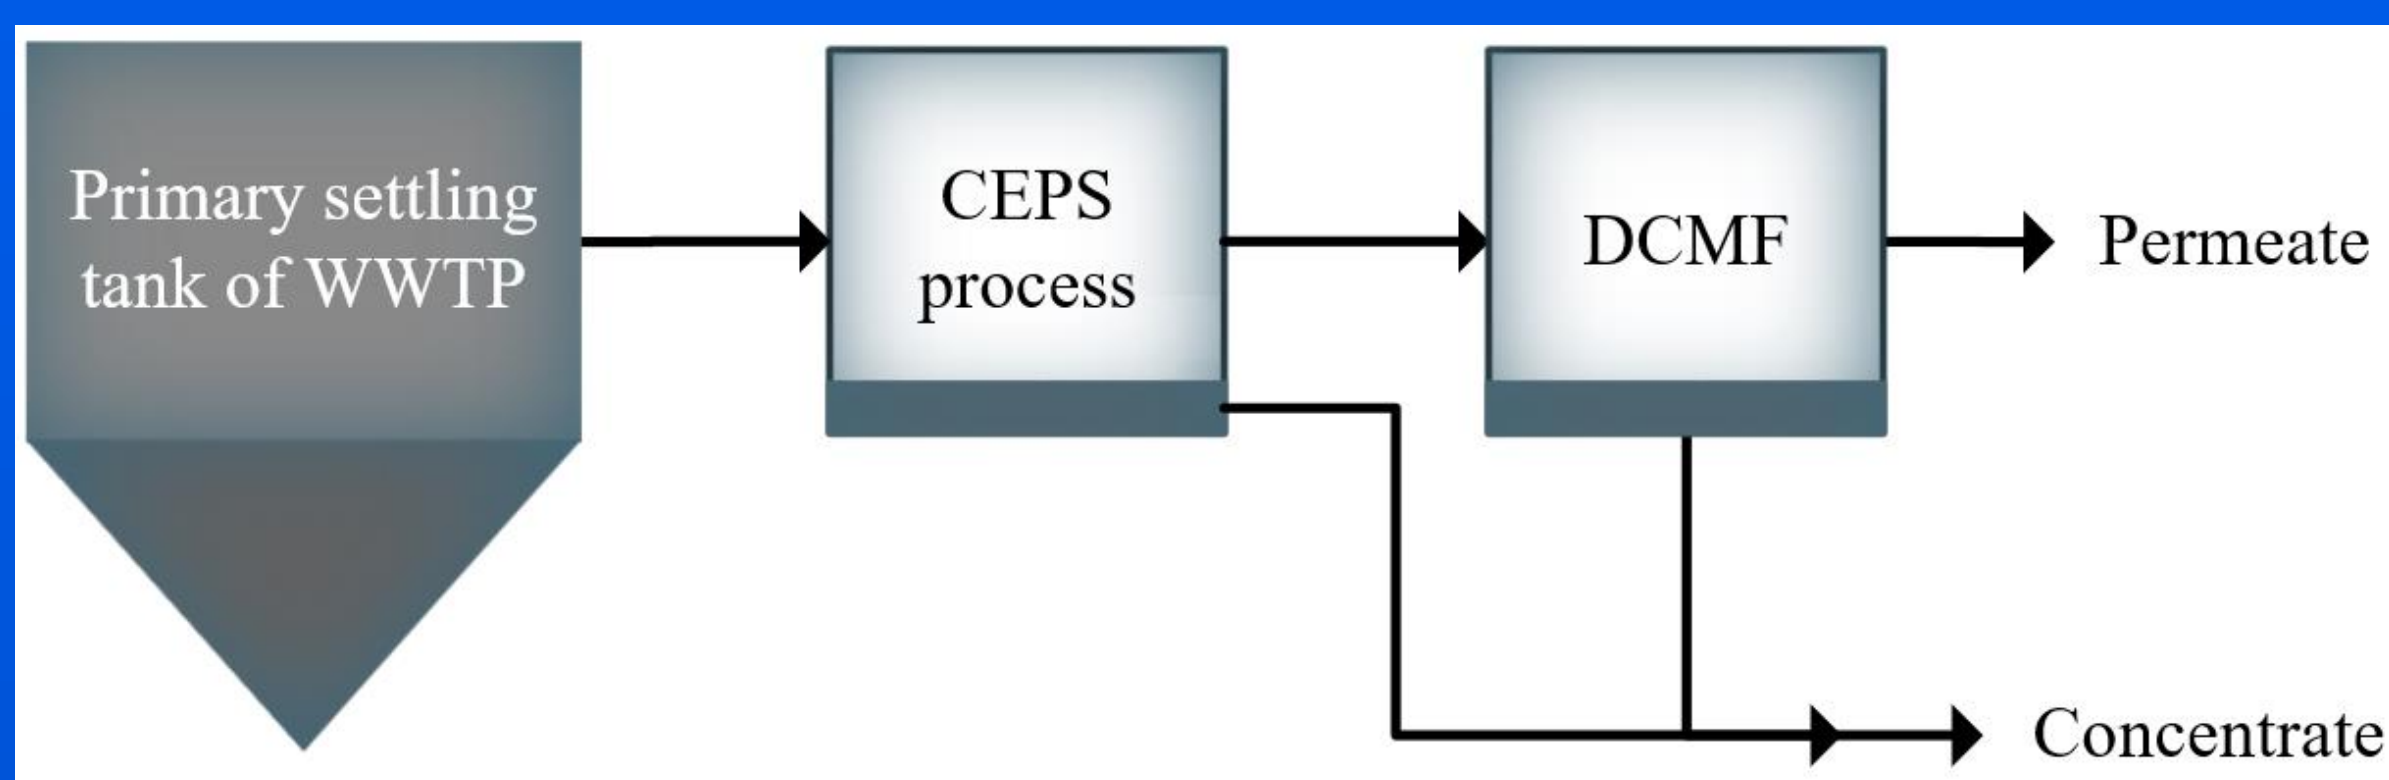 Primary settling
tank of WWTP
CEPS
process
DCMF
Permeate
Concentrate